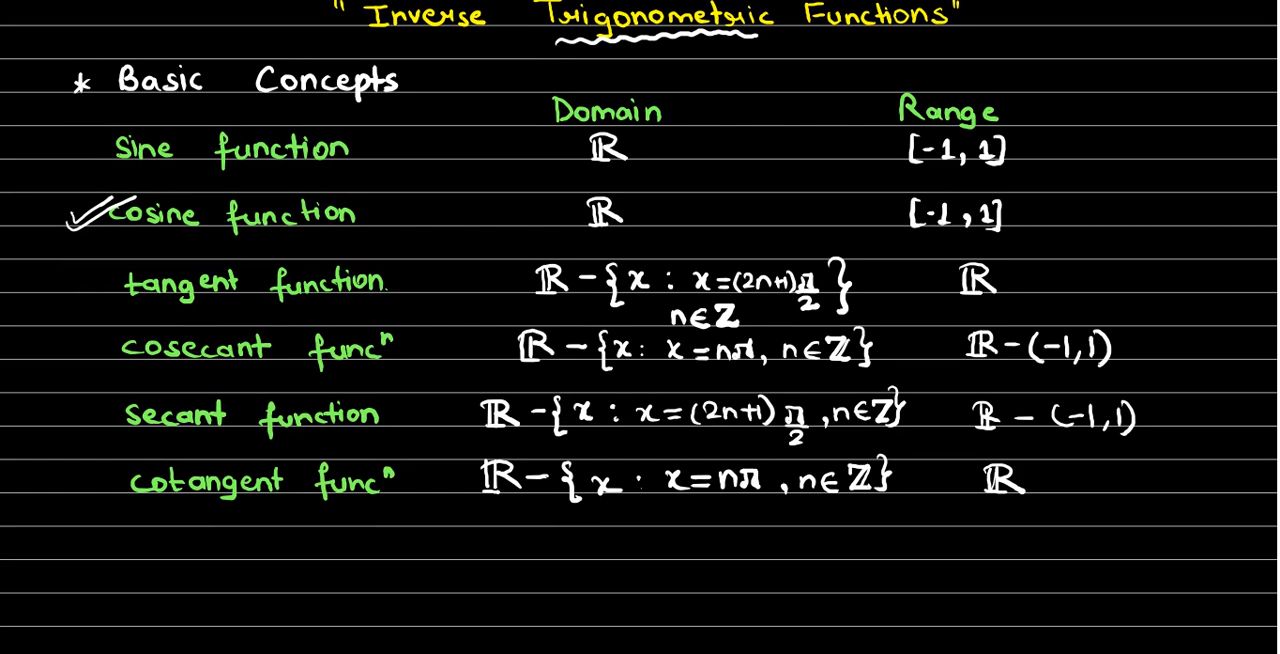 "Inverse Trigonometric Functions"
* Basic Concepts
Domain Range
Sine function ℝ [-1, 1]
cosine function ℝ [-1, 1]
tangent function. ℝ - {x : x = (2n+1)π/2} ℝ
n ∈ ℤ
cosecant funcⁿ ℝ - {x : x = nπ, n ∈ ℤ} ℝ - (-1, 1)
secant function ℝ - {x : x = (2n+1)π/2, n ∈ ℤ} ℝ - (-1, 1)
cotangent funcⁿ ℝ - {x : x = nπ, n ∈ ℤ} ℝ